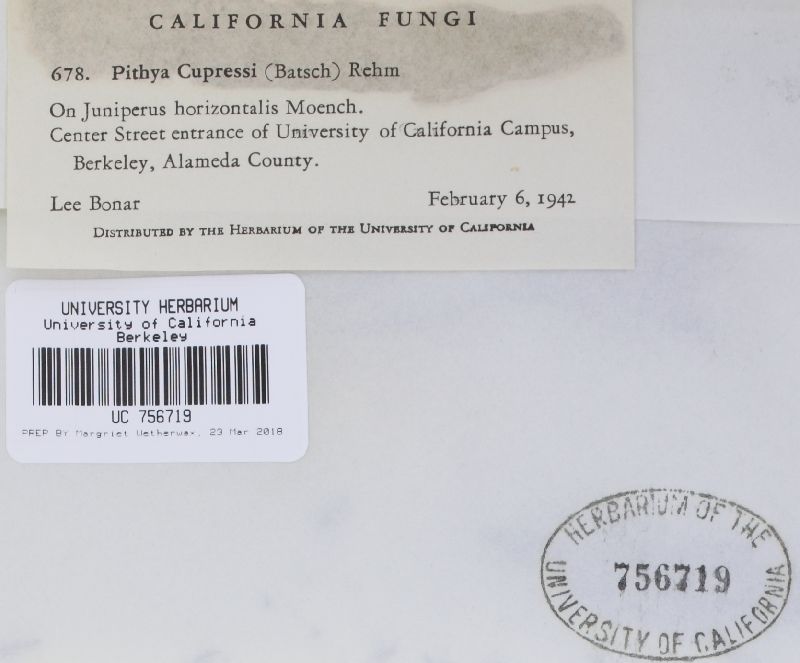 CALIFORNIA FUNGI
678. Pithya Cupressi (Batsch) Rehm
On Juniperus horizontalis Moench.
Center Street entrance of University of California Campus,
Berkeley, Alameda County.
Lee Bonar February 6, 1942
DISTRIBUTED BY THE HERBARIUM OF THE UNIVERSITY OF CALIFORNIA
UNIVERSITY HERBARIUM
University of California
Berkeley
UC 756719
PREP BY Margriet Wetherwax, 23 Mar 2018
HERBARIUM OF THE
756719
UNIVERSITY OF CALIFORNIA